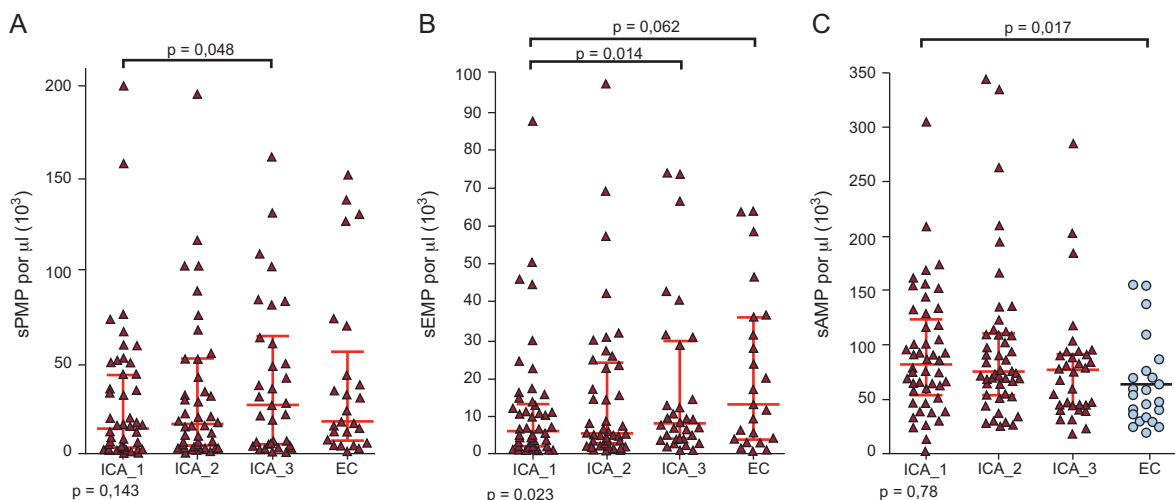 A
p = 0,048
sPMP por μl (10³)
200
150
100
50
0
ICA_1
ICA_2
ICA_3
EC
p = 0,143
B
p = 0,062
p = 0,014
sEMP por μl (10³)
100
90
80
70
60
50
40
30
20
10
0
ICA_1
ICA_2
ICA_3
EC
p = 0,023
C
p = 0,017
sAMP por μl (10³)
350
300
250
200
150
100
50
0
ICA_1
ICA_2
ICA_3
EC
p = 0,78